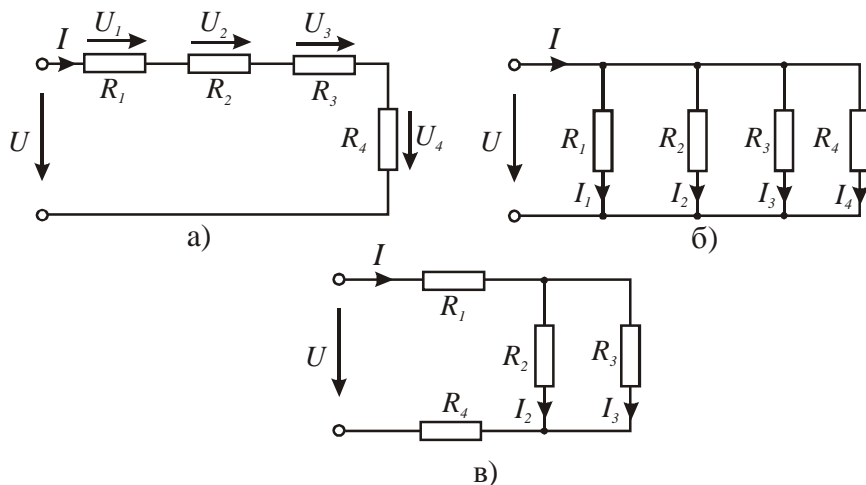 U₁ U₂ U₃
I
R₁ R₂ R₃
U R₄ U₄
а)
I
U R₁ R₂ R₃ R₄
I₁ I₂ I₃ I₄
б)
I
R₁
U R₂ R₃
R₄ I₂ I₃
в)